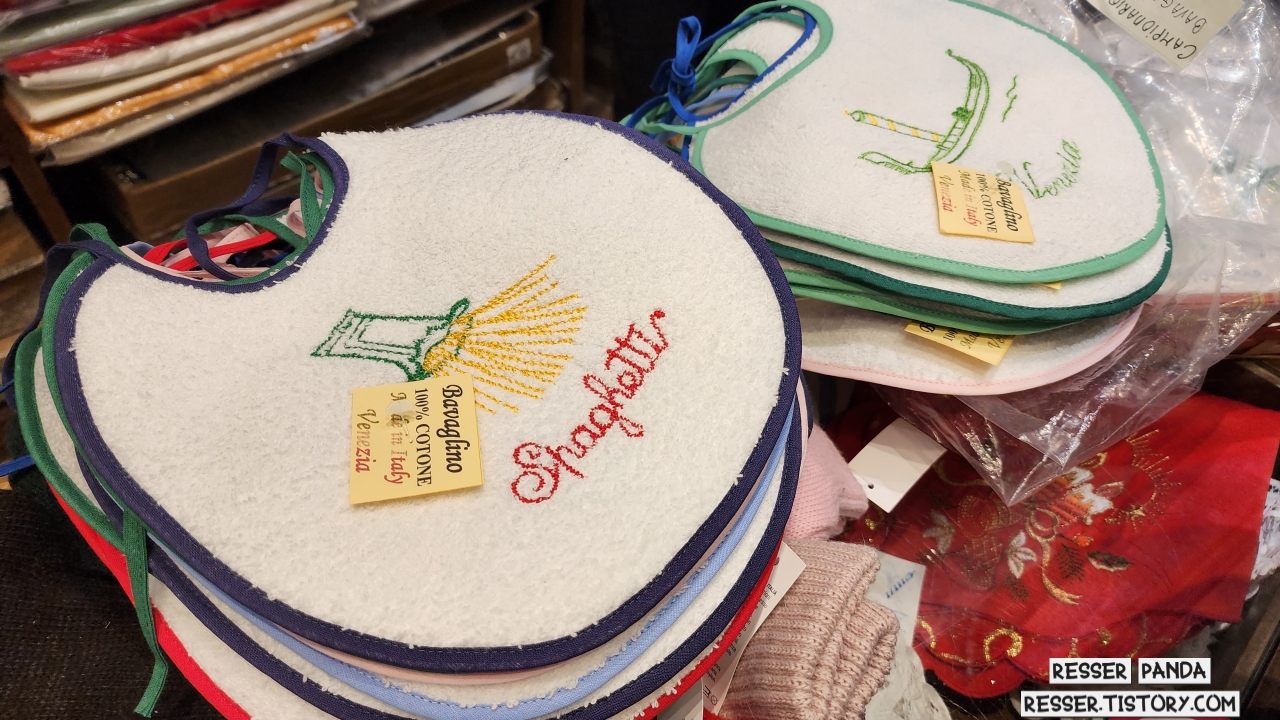 Spaghetti
Bavaglino
100% COTONE
Made in Italy
Venezia
Venezia
Bavaglino
100% COTONE
Made in Italy
Venezia
CAMPIONARIO
RESSER PANDA
RESSER.TISTORY.COM